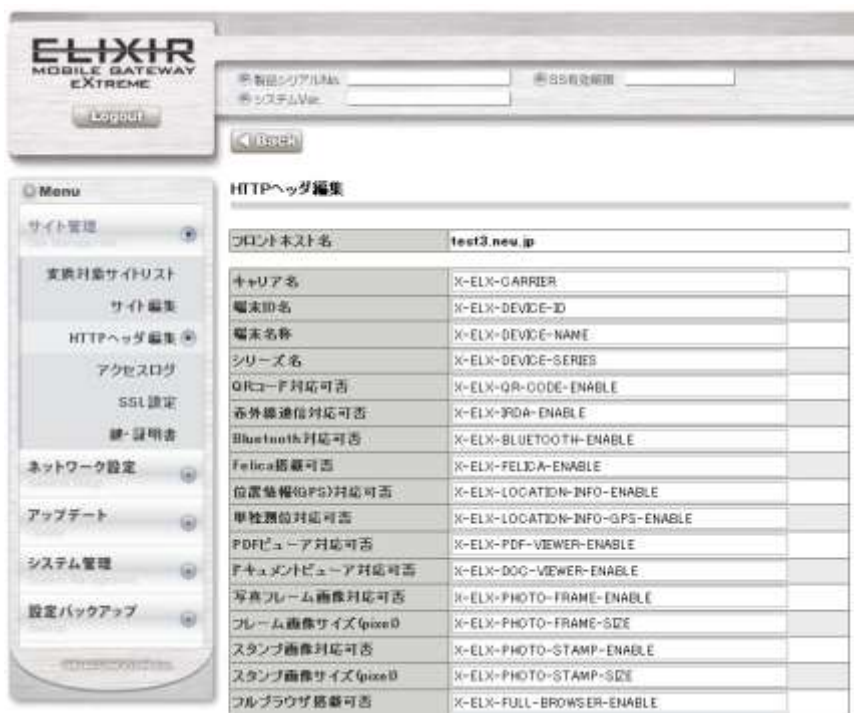 ELIXIR
MOBILE GATEWAY
EXTREME
Logout
製品シリアルNo.
SS有効期限
システムVer.
Back
Menu
サイト管理
変換対象サイトリスト
サイト編集
HTTPヘッダ編集
アクセスログ
SSL設定
鍵・証明書
ネットワーク設定
アップデート
システム管理
設定バックアップ
HTTPヘッダ編集
フロントホスト名 test3.neu.jp
キャリア名 X-ELX-CARRIER
端末ID名 X-ELX-DEVICE-ID
端末名称 X-ELX-DEVICE-NAME
シリーズ名 X-ELX-DEVICE-SERIES
QRコード対応可否 X-ELX-QR-CODE-ENABLE
赤外線通信対応可否 X-ELX-IRDA-ENABLE
Bluetooth対応可否 X-ELX-BLUETOOTH-ENABLE
Felica搭載可否 X-ELX-FELICA-ENABLE
位置情報(GPS)対応可否 X-ELX-LOCATION-INFO-ENABLE
単独測位対応可否 X-ELX-LOCATION-INFO-GPS-ENABLE
PDFビューア対応可否 X-ELX-PDF-VIEWER-ENABLE
ドキュメントビューア対応可否 X-ELX-DOC-VIEWER-ENABLE
写真フレーム画像対応可否 X-ELX-PHOTO-FRAME-ENABLE
フレーム画像サイズ(pixel) X-ELX-PHOTO-FRAME-SIZE
スタンプ画像対応可否 X-ELX-PHOTO-STAMP-ENABLE
スタンプ画像サイズ(pixel) X-ELX-PHOTO-STAMP-SIZE
フルブラウザ搭載可否 X-ELX-FULL-BROWSER-ENABLE